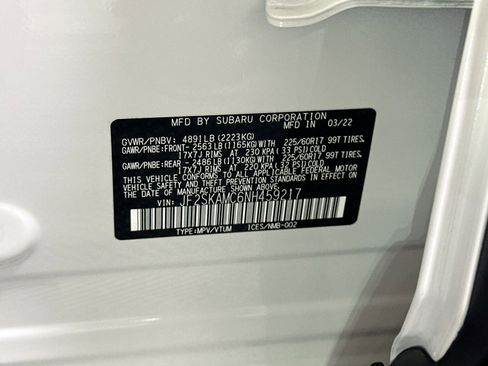 MFD BY SUBARU CORPORATION
MFD IN 03/22
GVWR/PNBV: 4891LB(2223KG)
GAWR/PNBE:FRONT- 2563LB(1165KG)WITH 225/60R17 99T TIRES.
17X7J RIMS AT 230 KPA(33 PSI)COLD
GAWR/PNBE:REAR -2486LB(1130KG)WITH 225/60R17 99T TIRES.
17X7J RIMS AT 220 KPA(32 PSI)COLD
THIS VEHICLE CONFORMS TO ALL APPLICABLE FEDERAL MOTOR
VEHICLE SAFETY STANDARDS IN EFFECT ON THE
DATE OF MANUFACTURE SHOWN ABOVE.
VIN: JF2SKAMC6NH459217
TYPE:MPV/VTUM ICES/NMB-002